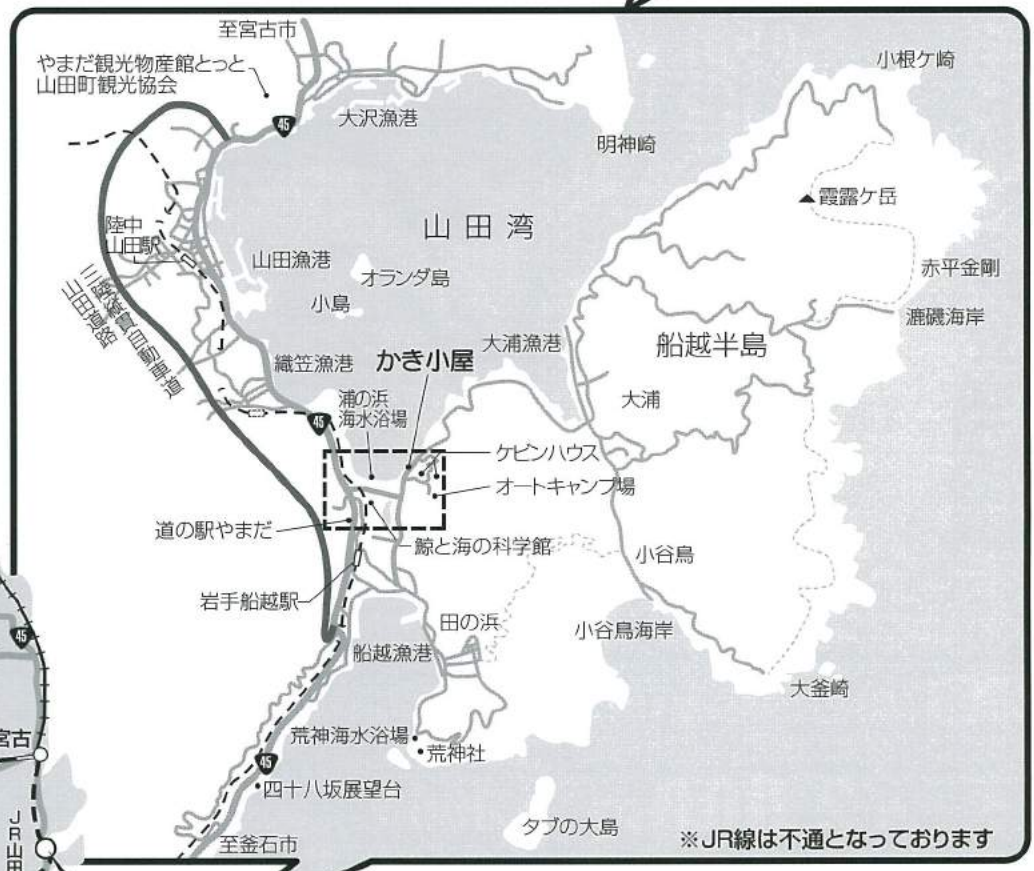 至宮古市
小根ケ崎
やまだ観光物産館とっと
山田町観光協会
45
大沢漁港
明神崎
霞露ケ岳
山田湾
陸中
山田駅
山田漁港
オランダ島
赤平金剛
小島
漉磯海岸
三陸縦貫自動車道
山田道路
大浦漁港
船越半島
織笠漁港
かき小屋
大浦
浦の浜
海水浴場
45
ケビンハウス
オートキャンプ場
道の駅やまだ
鯨と海の科学館
小谷鳥
岩手船越駅
田の浜
小谷鳥海岸
45
船越漁港
大釜崎
宮古
荒神海水浴場
荒神社
45
四十八坂展望台
タブの大島
JR山田
至釜石市
※JR線は不通となっております